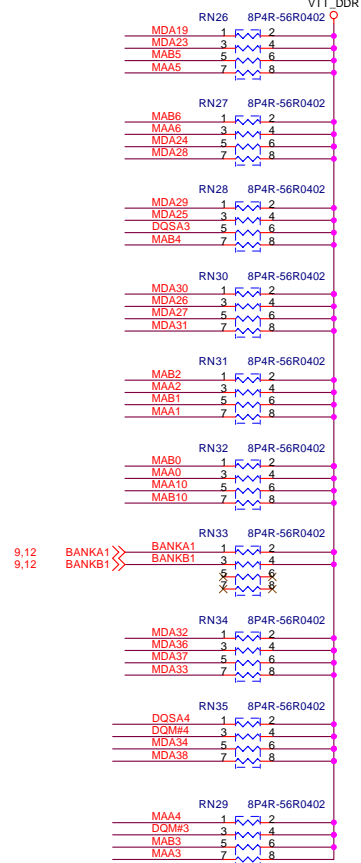 VTT_DDR
RN26 8P4R-56R0402
MDA19 1 2
MDA23 3 4
MAB5 5 6
MAA5 7 8
RN27 8P4R-56R0402
MAB6 1 2
MAA6 3 4
MDA24 5 6
MDA28 7 8
RN28 8P4R-56R0402
MDA29 1 2
MDA25 3 4
DQSA3 5 6
MAB4 7 8
RN30 8P4R-56R0402
MDA30 1 2
MDA26 3 4
MDA27 5 6
MDA31 7 8
RN31 8P4R-56R0402
MAB2 1 2
MAA2 3 4
MAB1 5 6
MAA1 7 8
RN32 8P4R-56R0402
MAB0 1 2
MAA0 3 4
MAA10 5 6
MAB10 7 8
RN33 8P4R-56R0402
9,12 BANKA1 BANKA1 1 2
9,12 BANKB1 BANKB1 3 4
5 6
7 8
RN34 8P4R-56R0402
MDA32 1 2
MDA36 3 4
MDA37 5 6
MDA33 7 8
RN35 8P4R-56R0402
DQSA4 1 2
DQM#4 3 4
MDA34 5 6
MDA38 7 8
RN29 8P4R-56R0402
MAA4 1 2
DQM#3 3 4
MAB3 5 6
MAA3 7 8